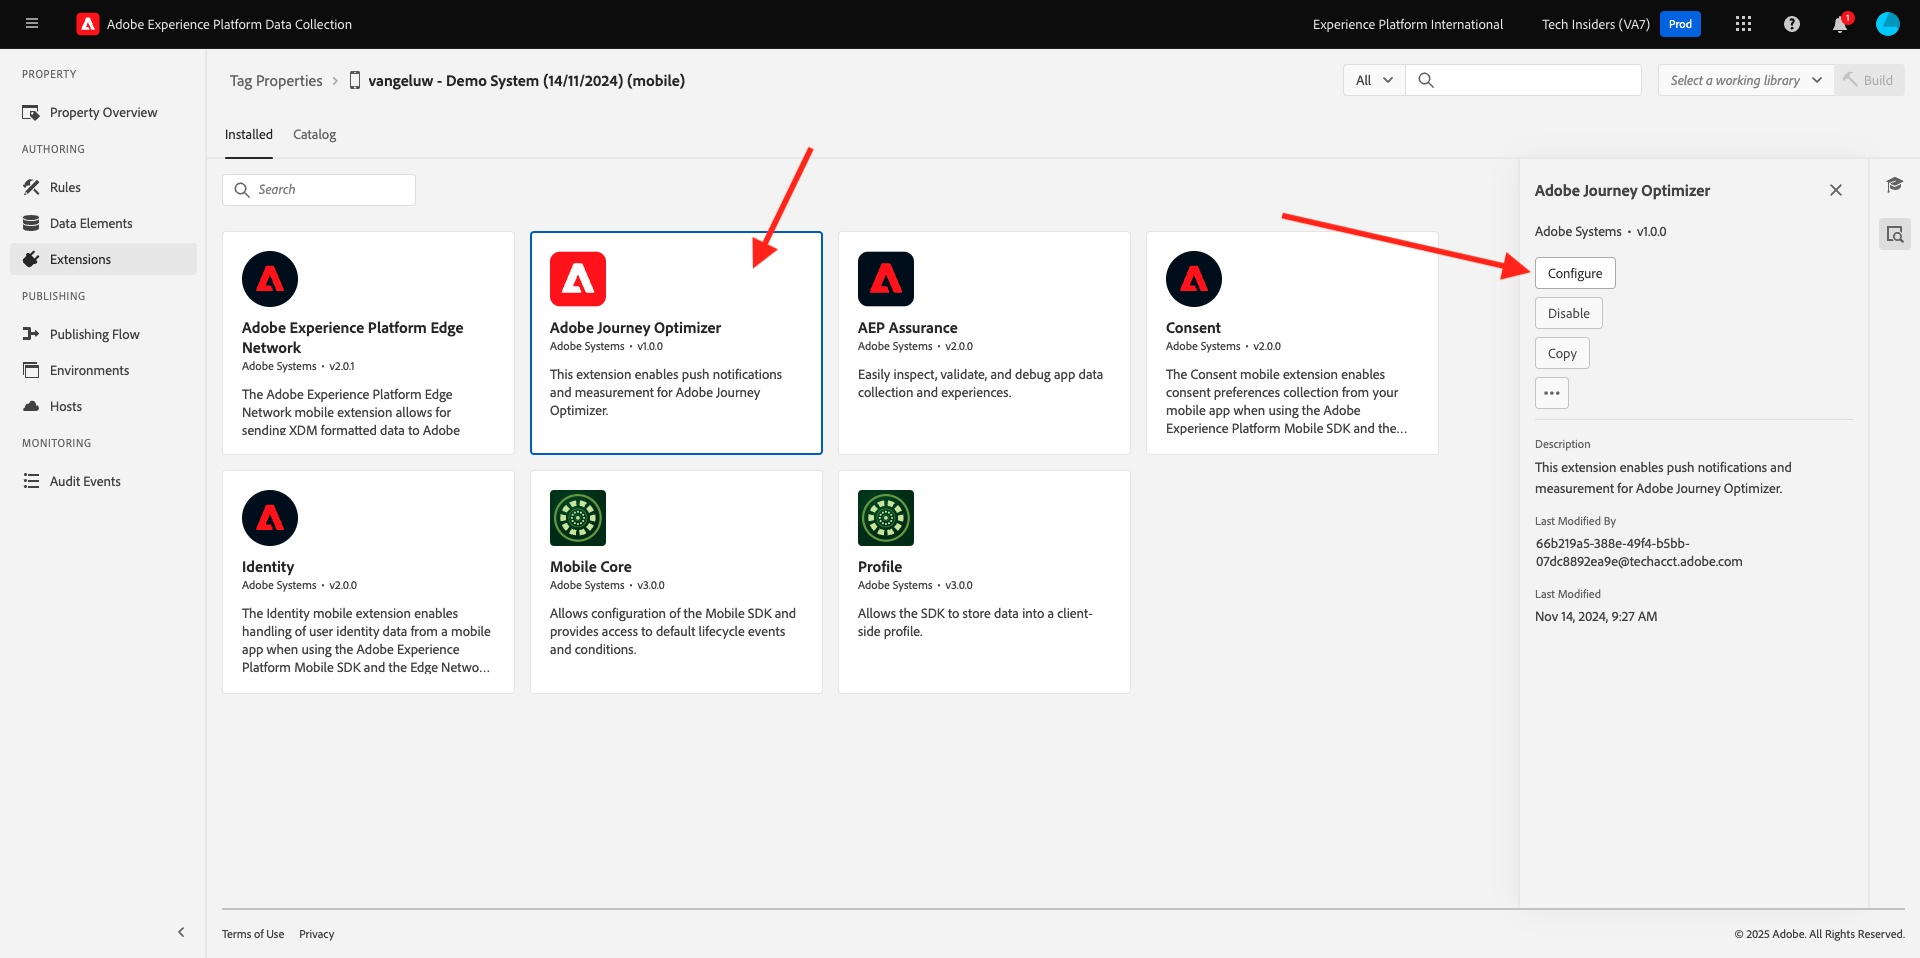 Adobe Experience Platform Data Collection
Experience Platform International
Tech Insiders (VA7)
Prod
1
PROPERTY
Property Overview
AUTHORING
Rules
Data Elements
Extensions
PUBLISHING
Publishing Flow
Environments
Hosts
MONITORING
Audit Events
Tag Properties
vangeluw - Demo System (14/11/2024) (mobile)
All
Select a working library
Build
Installed
Catalog
Search
Adobe Experience Platform Edge
Network
Adobe Systems • v2.0.1
The Adobe Experience Platform Edge
Network mobile extension allows for
sending XDM formatted data to Adobe
Adobe Journey Optimizer
Adobe Systems • v1.0.0
This extension enables push notifications
and measurement for Adobe Journey
Optimizer.
AEP Assurance
Adobe Systems • v2.0.0
Easily inspect, validate, and debug app data
collection and experiences.
Consent
Adobe Systems • v2.0.0
The Consent mobile extension enables
consent preferences collection from your
mobile app when using the Adobe
Experience Platform Mobile SDK and the...
Identity
Adobe Systems • v2.0.0
The Identity mobile extension enables
handling of user identity data from a mobile
app when using the Adobe Experience
Platform Mobile SDK and the Edge Netwo...
Mobile Core
Adobe Systems • v3.0.0
Allows configuration of the Mobile SDK and
provides access to default lifecycle events
and conditions.
Profile
Adobe Systems • v3.0.0
Allows the SDK to store data into a client-
side profile.
Adobe Journey Optimizer
Adobe Systems • v1.0.0
Configure
Disable
Copy
Description
This extension enables push notifications and
measurement for Adobe Journey Optimizer.
Last Modified By
66b219a5-388e-49f4-b5bb-
07dc8892ea9e@techacct.adobe.com
Last Modified
Nov 14, 2024, 9:27 AM
Terms of Use
Privacy
© 2025 Adobe. All Rights Reserved.